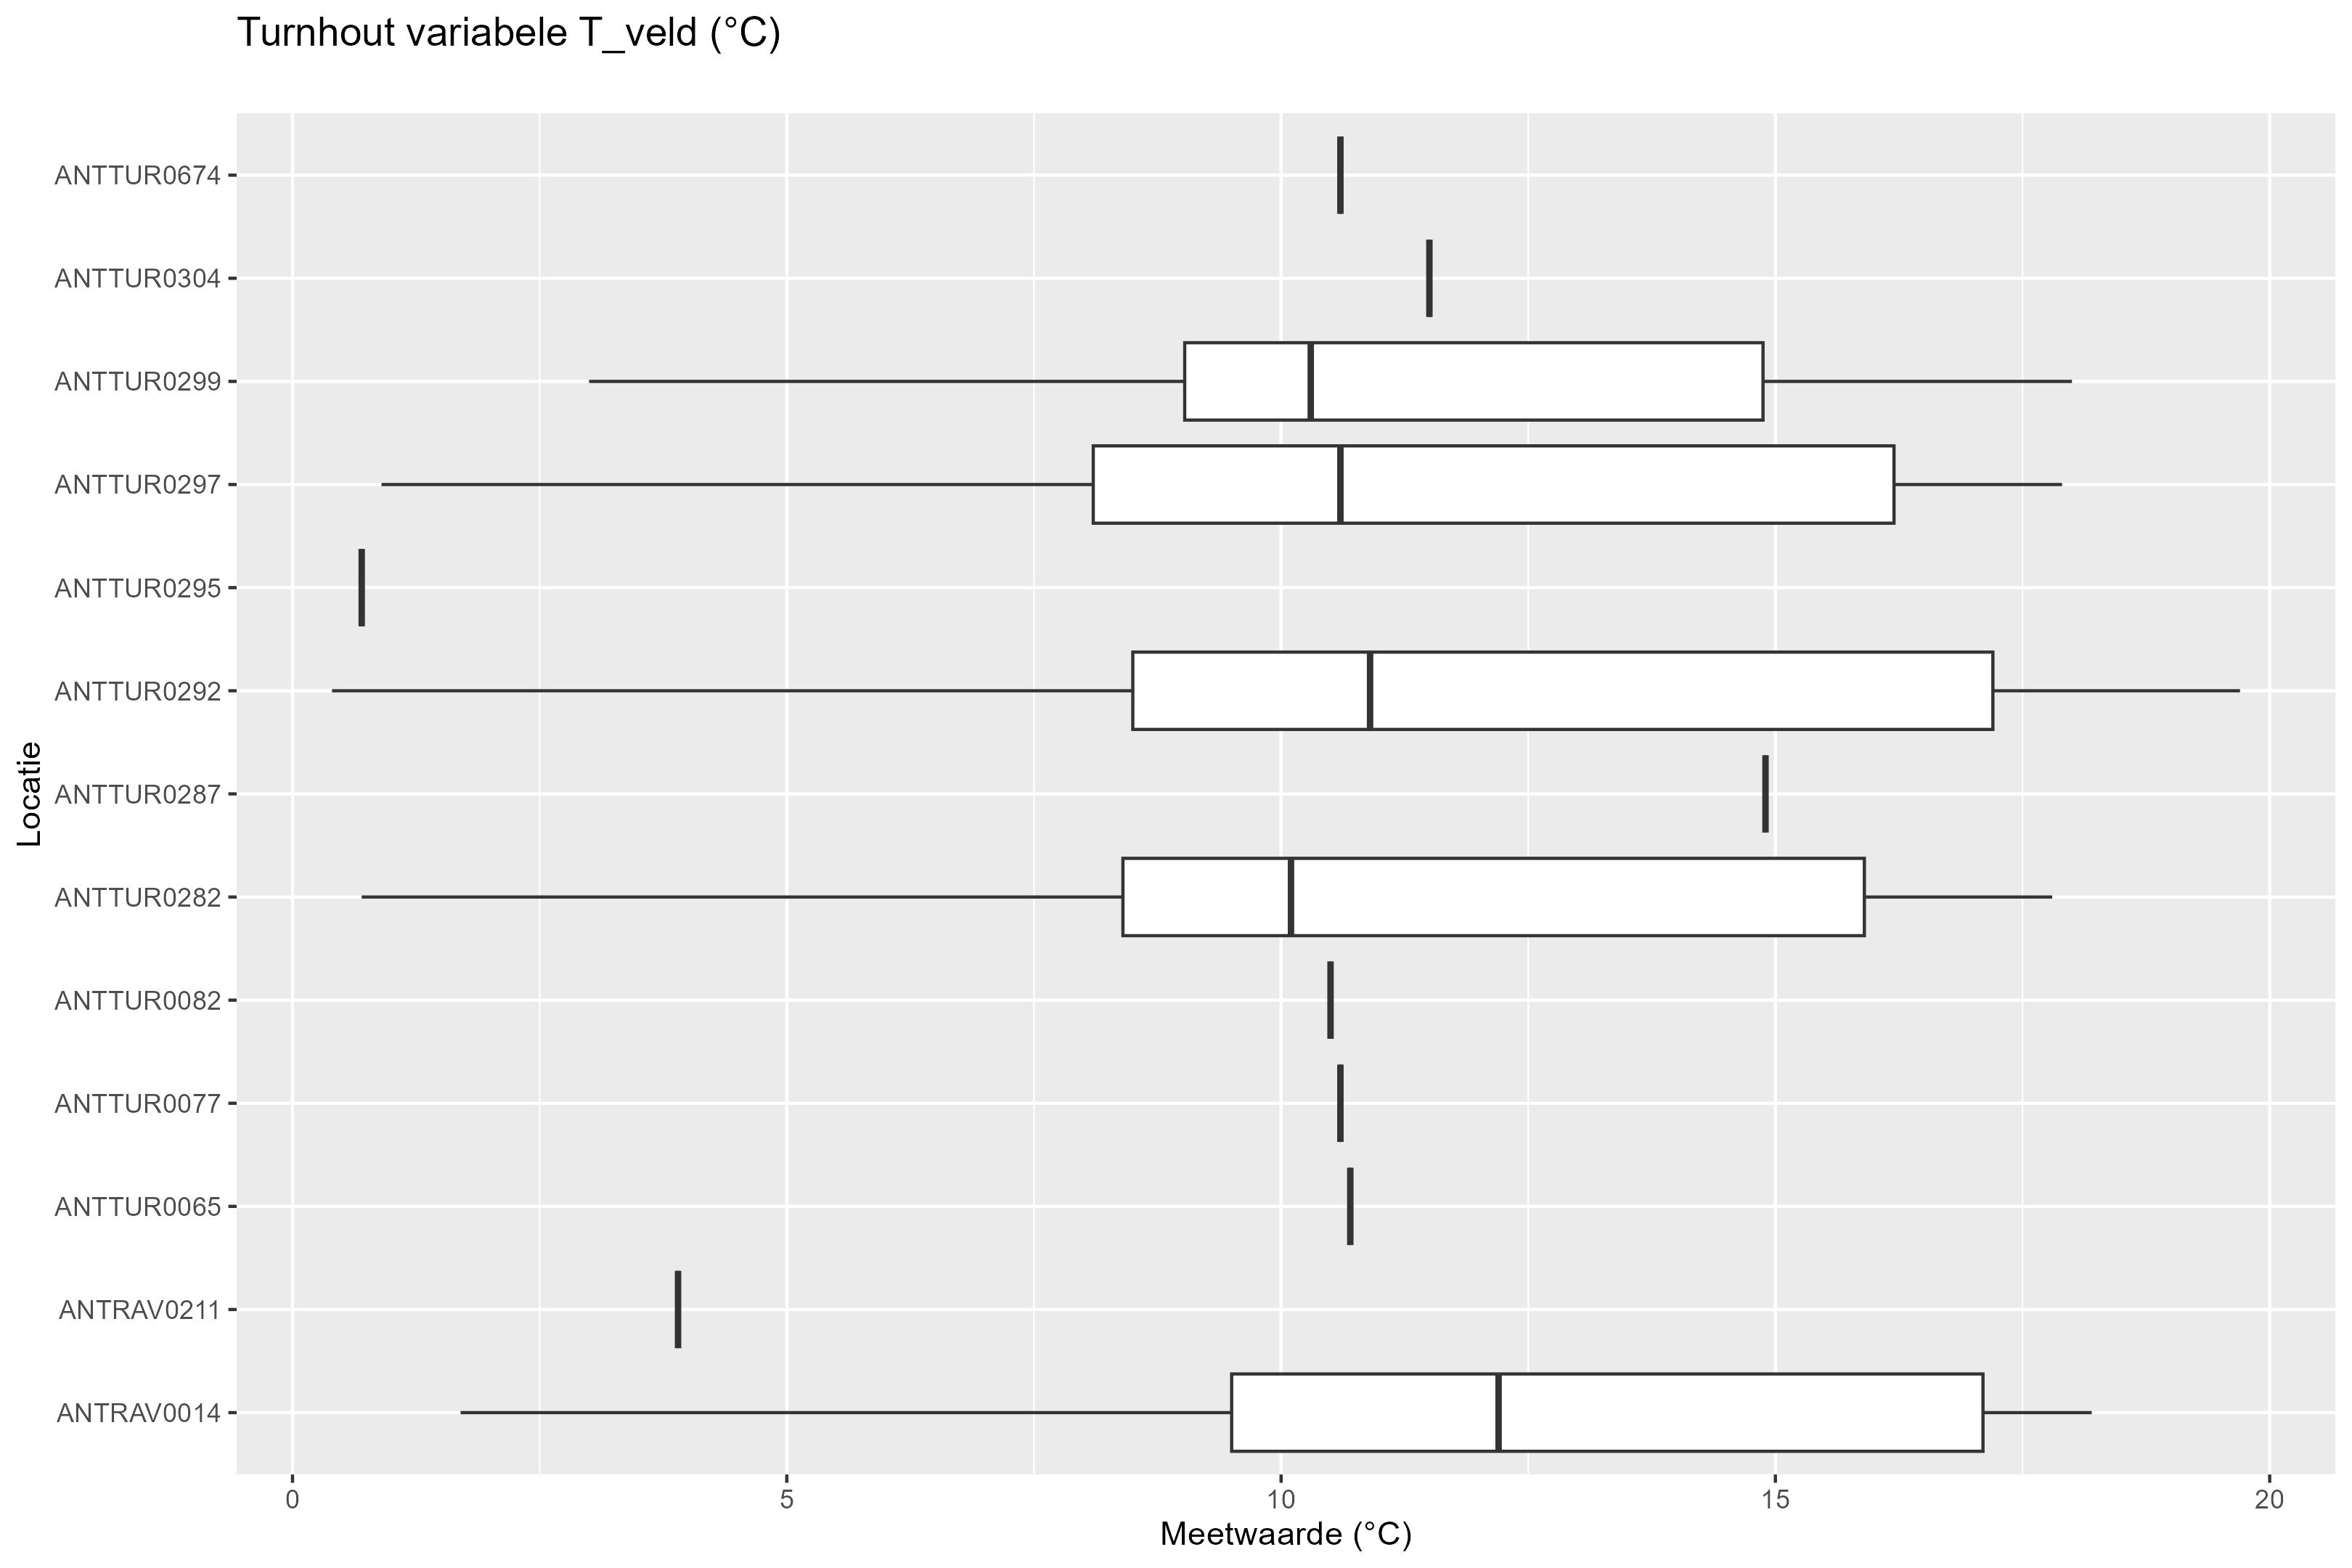 Turnhout variabele T_veld (°C)
ANTTUR0674
ANTTUR0304
ANTTUR0299
ANTTUR0297
ANTTUR0295
ANTTUR0292
ANTTUR0287
ANTTUR0282
ANTTUR0082
ANTTUR0077
ANTTUR0065
ANTRAV0211
ANTRAV0014
Locatie
0 5 10 15 20
Meetwaarde (°C)